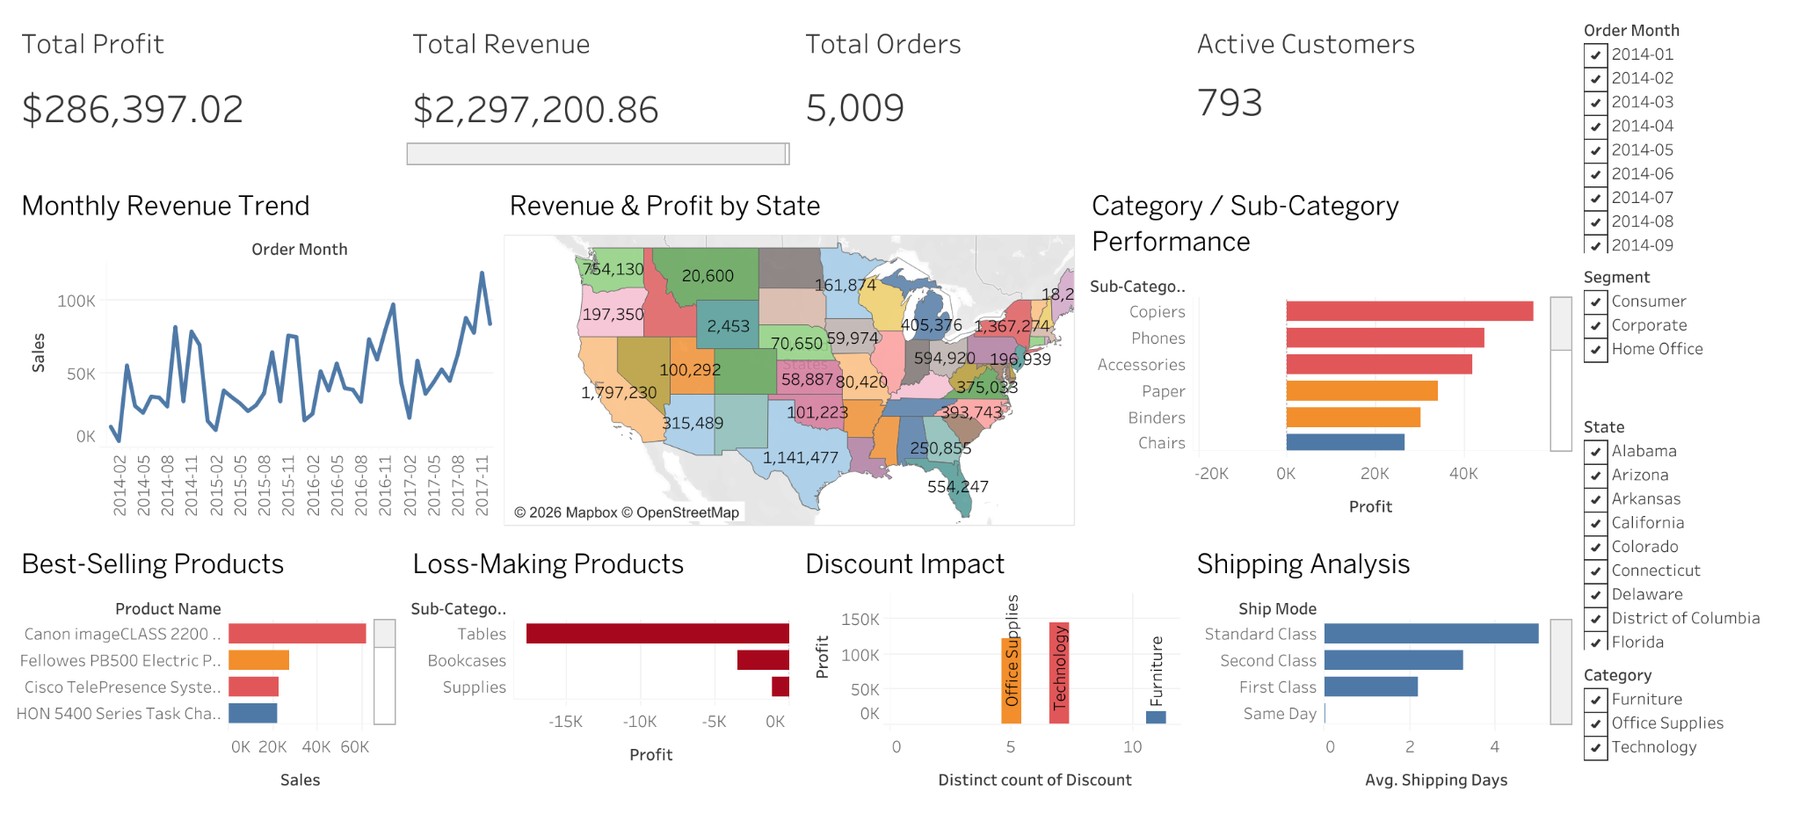 Total Profit
$286,397.02
Total Revenue
$2,297,200.86
Total Orders
5,009
Active Customers
793
Order Month
2014-01
2014-02
2014-03
2014-04
2014-05
2014-06
2014-07
2014-08
2014-09
Segment
Consumer
Corporate
Home Office
State
Alabama
Arizona
Arkansas
California
Colorado
Connecticut
Delaware
District of Columbia
Florida
Category
Furniture
Office Supplies
Technology
Monthly Revenue Trend
Order Month
Sales
100K
50K
0K
2014-02
2014-05
2014-08
2014-11
2015-02
2015-05
2015-08
2015-11
2016-02
2016-05
2016-08
2016-11
2017-02
2017-05
2017-08
2017-11
Revenue & Profit by State
754,130
20,600
161,874
18,2
197,350
2,453
405,376
1,367,274
70,650
59,974
594,920
196,939
States
100,292
58,887
80,420
375,033
1,797,230
315,489
101,223
393,743
1,141,477
250,855
554,247
© 2026 Mapbox © OpenStreetMap
Category / Sub-Category
Performance
Sub-Catego..
Copiers
Phones
Accessories
Paper
Binders
Chairs
-20K 0K 20K 40K
Profit
Best-Selling Products
Product Name
Canon imageCLASS 2200 ..
Fellowes PB500 Electric P..
Cisco TelePresence Syste..
HON 5400 Series Task Cha..
0K 20K 40K 60K
Sales
Loss-Making Products
Sub-Catego..
Tables
Bookcases
Supplies
-15K -10K -5K 0K
Profit
Discount Impact
Profit
150K
100K
50K
0K
Office Supplies
Technology
Furniture
0 5 10
Distinct count of Discount
Shipping Analysis
Ship Mode
Standard Class
Second Class
First Class
Same Day
0 2 4
Avg. Shipping Days